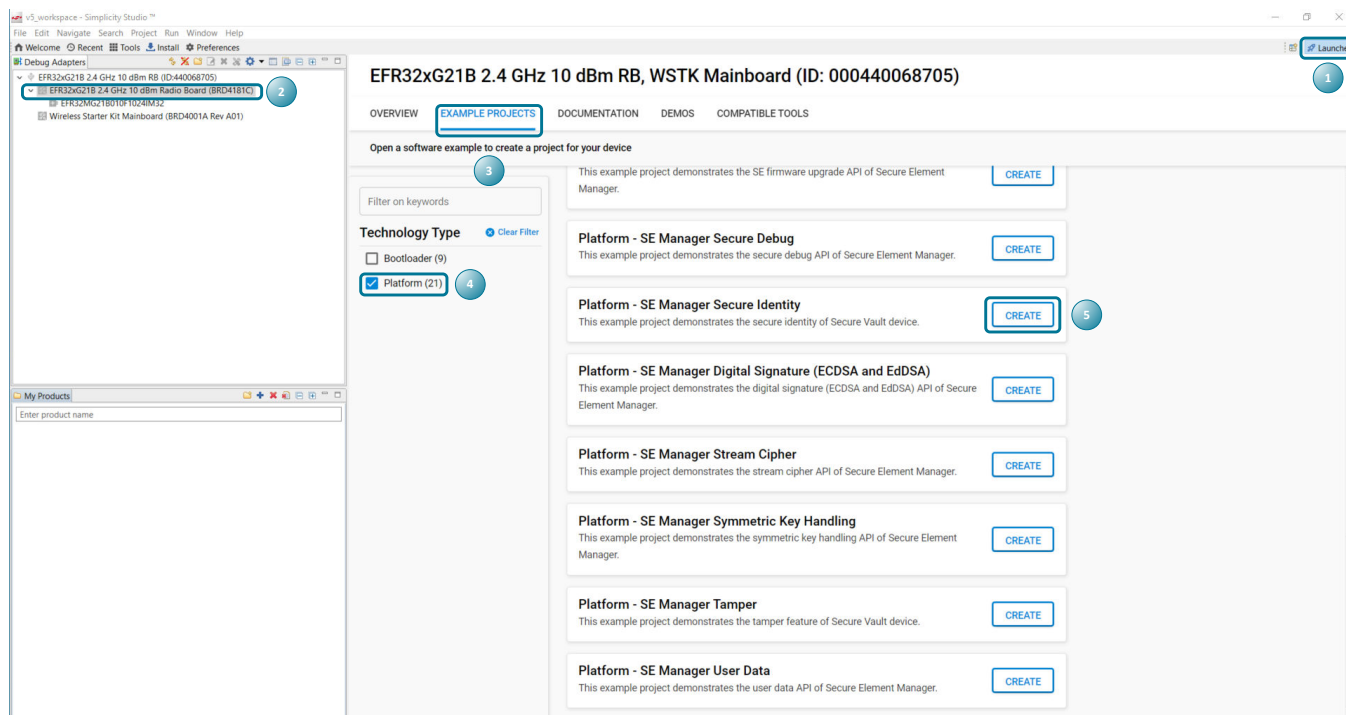 v5_workspace - Simplicity Studio ™
File Edit Navigate Search Project Run Window Help
Welcome Recent Tools Install Preferences
Launche
1
Debug Adapters
EFR32xG21B 2.4 GHz 10 dBm RB (ID:440068705)
EFR32xG21B 2.4 GHz 10 dBm Radio Board (BRD4181C)
2
EFR32MG21B010F1024IM32
Wireless Starter Kit Mainboard (BRD4001A Rev A01)
My Products
Enter product name
EFR32xG21B 2.4 GHz 10 dBm RB, WSTK Mainboard (ID: 000440068705)
OVERVIEW EXAMPLE PROJECTS DOCUMENTATION DEMOS COMPATIBLE TOOLS
Open a software example to create a project for your device
3
Filter on keywords
Technology Type Clear Filter
Bootloader (9)
Platform (21)
4
This example project demonstrates the SE firmware upgrade API of Secure Element
Manager.
CREATE
Platform - SE Manager Secure Debug
This example project demonstrates the secure debug API of Secure Element Manager.
CREATE
Platform - SE Manager Secure Identity
This example project demonstrates the secure identity of Secure Vault device.
CREATE
5
Platform - SE Manager Digital Signature (ECDSA and EdDSA)
This example project demonstrates the digital signature (ECDSA and EdDSA) API of Secure
Element Manager.
CREATE
Platform - SE Manager Stream Cipher
This example project demonstrates the stream cipher API of Secure Element Manager.
CREATE
Platform - SE Manager Symmetric Key Handling
This example project demonstrates the symmetric key handling API of Secure Element
Manager.
CREATE
Platform - SE Manager Tamper
This example project demonstrates the tamper feature of Secure Vault device.
CREATE
Platform - SE Manager User Data
This example project demonstrates the user data API of Secure Element Manager.
CREATE